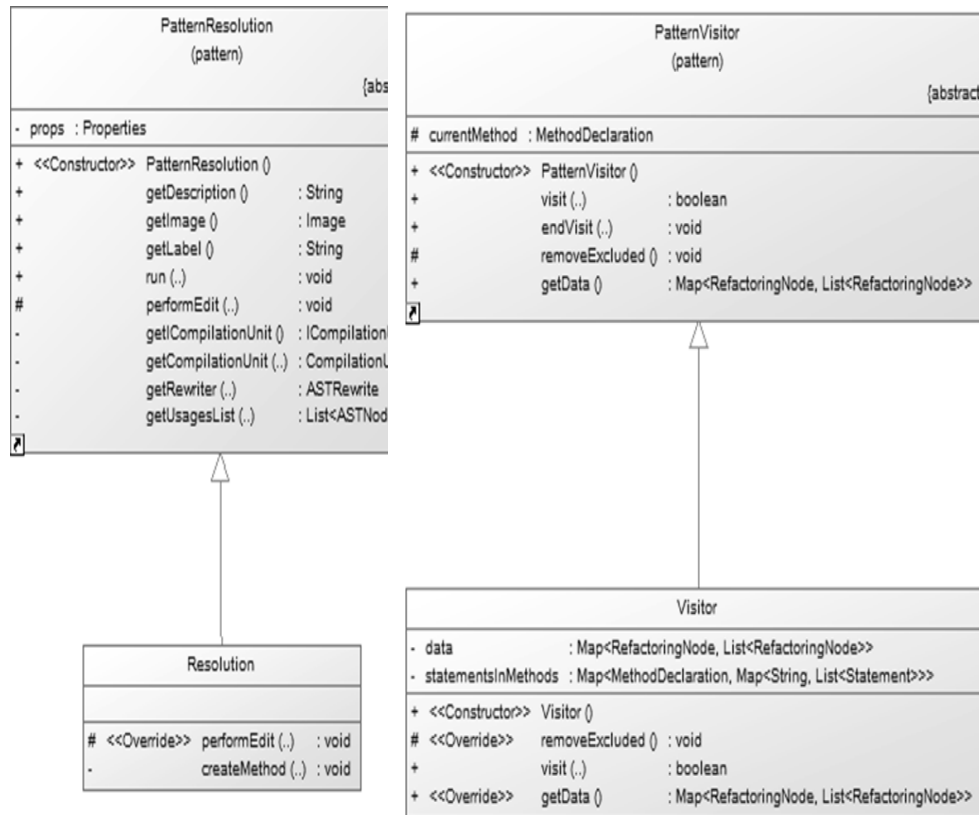 PatternResolution
(pattern)
{abs
- props : Properties
+ <<Constructor>> PatternResolution ()
+ getDescription () : String
+ getImage () : Image
+ getLabel () : String
+ run (..) : void
# performEdit (..) : void
- getICompilationUnit () : ICompilation
- getCompilationUnit (..) : CompilationU
- getRewriter (..) : ASTRewrite
- getUsagesList (..) : List<ASTNod
Resolution
# <<Override>> performEdit (..) : void
- createMethod (..) : void
PatternVisitor
(pattern)
{abstract
# currentMethod : MethodDeclaration
+ <<Constructor>> PatternVisitor ()
+ visit (..) : boolean
+ endVisit (..) : void
# removeExcluded () : void
+ getData () : Map<RefactoringNode, List<RefactoringNode>>
Visitor
- data : Map<RefactoringNode, List<RefactoringNode>>
- statementsInMethods : Map<MethodDeclaration, Map<String, List<Statement>>>
+ <<Constructor>> Visitor ()
# <<Override>> removeExcluded () : void
+ visit (..) : boolean
+ <<Override>> getData () : Map<RefactoringNode, List<RefactoringNode>>